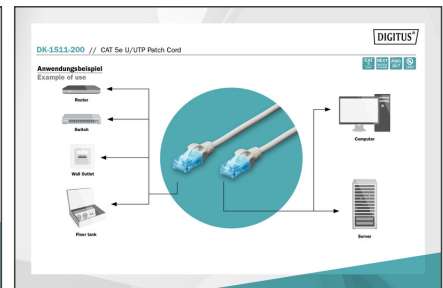 DIGITUS®
DK-1511-200 // CAT 5e U/UTP Patch Cord
Anwendungsbeispiel
Example of use
Router
Switch
Wall Outlet
Floor tank
Computer
Server